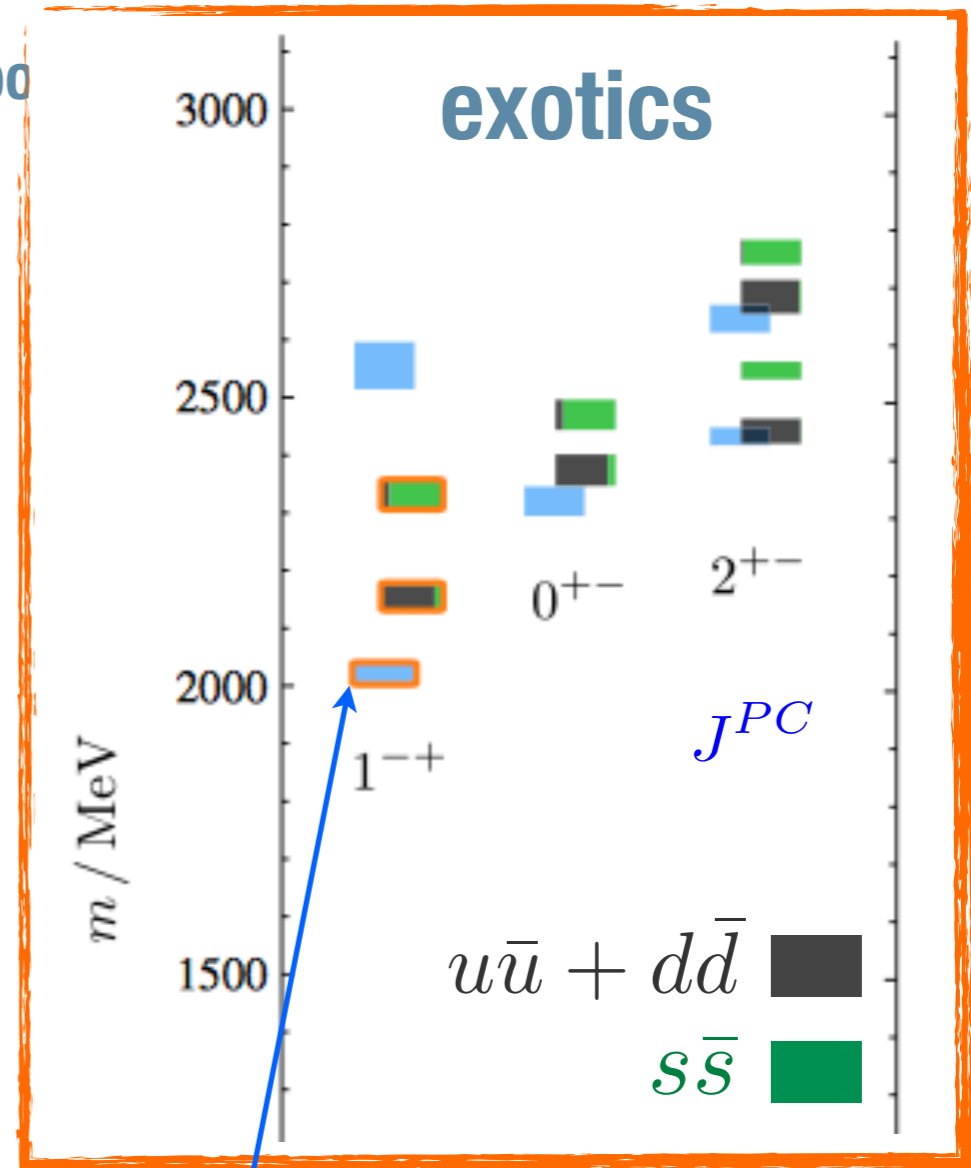 exotics
3000
2500
2000
1500
m / MeV
1⁻⁺
0⁺⁻
2⁺⁻
J^{PC}
uū + dd̄
ss̄